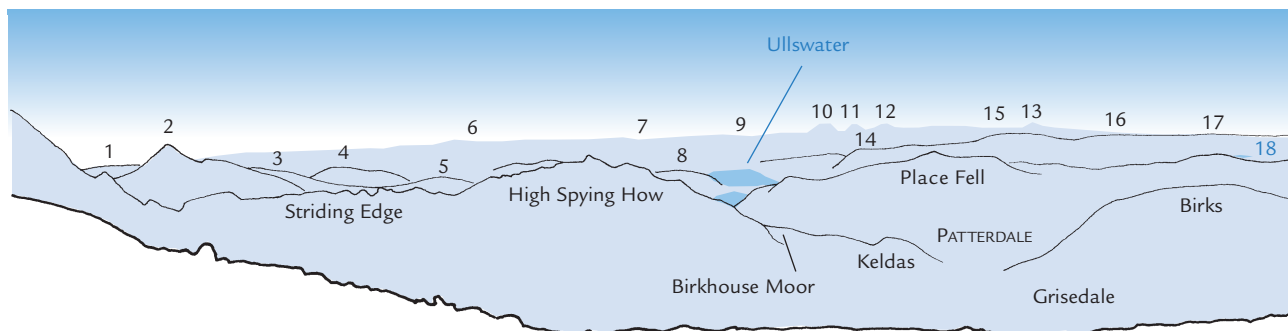 Ullswater
10 11 12 15 13
2 6 7 9 16 17
1 3 4 5 8 14 18
Striding Edge
High Spying How
Place Fell
Birks
PATTERDALE
Keldas
Birkhouse Moor
Grisedale